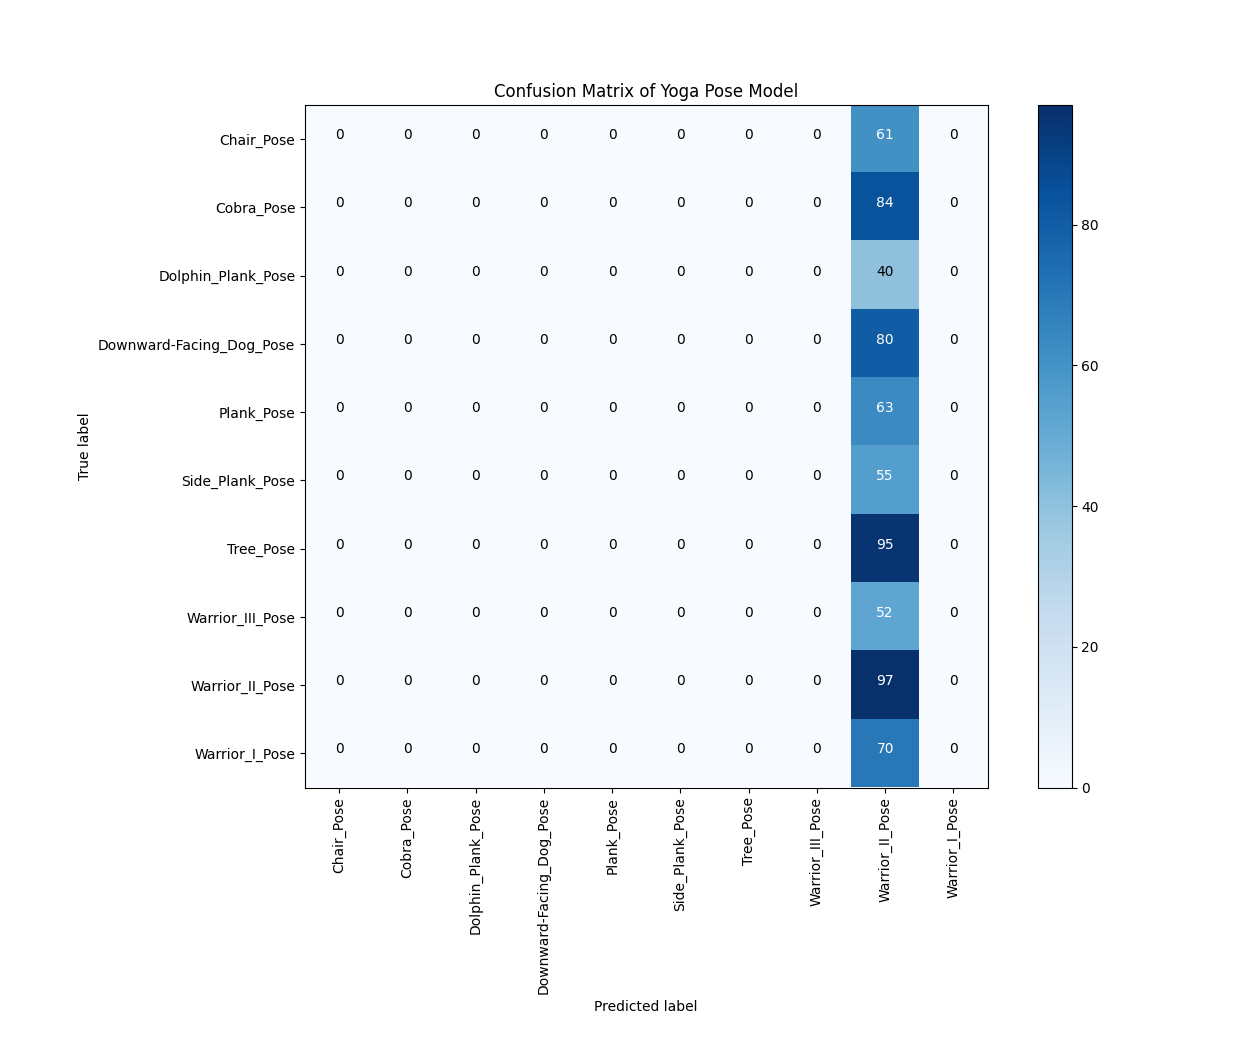 Confusion Matrix of Yoga Pose Model
Chair_Pose 0 0 0 0 0 0 0 0 61 0
Cobra_Pose 0 0 0 0 0 0 0 0 84 0
Dolphin_Plank_Pose 0 0 0 0 0 0 0 0 40 0
Downward-Facing_Dog_Pose 0 0 0 0 0 0 0 0 80 0
Plank_Pose 0 0 0 0 0 0 0 0 63 0
Side_Plank_Pose 0 0 0 0 0 0 0 0 55 0
Tree_Pose 0 0 0 0 0 0 0 0 95 0
Warrior_III_Pose 0 0 0 0 0 0 0 0 52 0
Warrior_II_Pose 0 0 0 0 0 0 0 0 97 0
Warrior_I_Pose 0 0 0 0 0 0 0 0 70 0
True label
Chair_Pose
Cobra_Pose
Dolphin_Plank_Pose
Downward-Facing_Dog_Pose
Plank_Pose
Side_Plank_Pose
Tree_Pose
Warrior_III_Pose
Warrior_II_Pose
Warrior_I_Pose
Predicted label
80
60
40
20
0